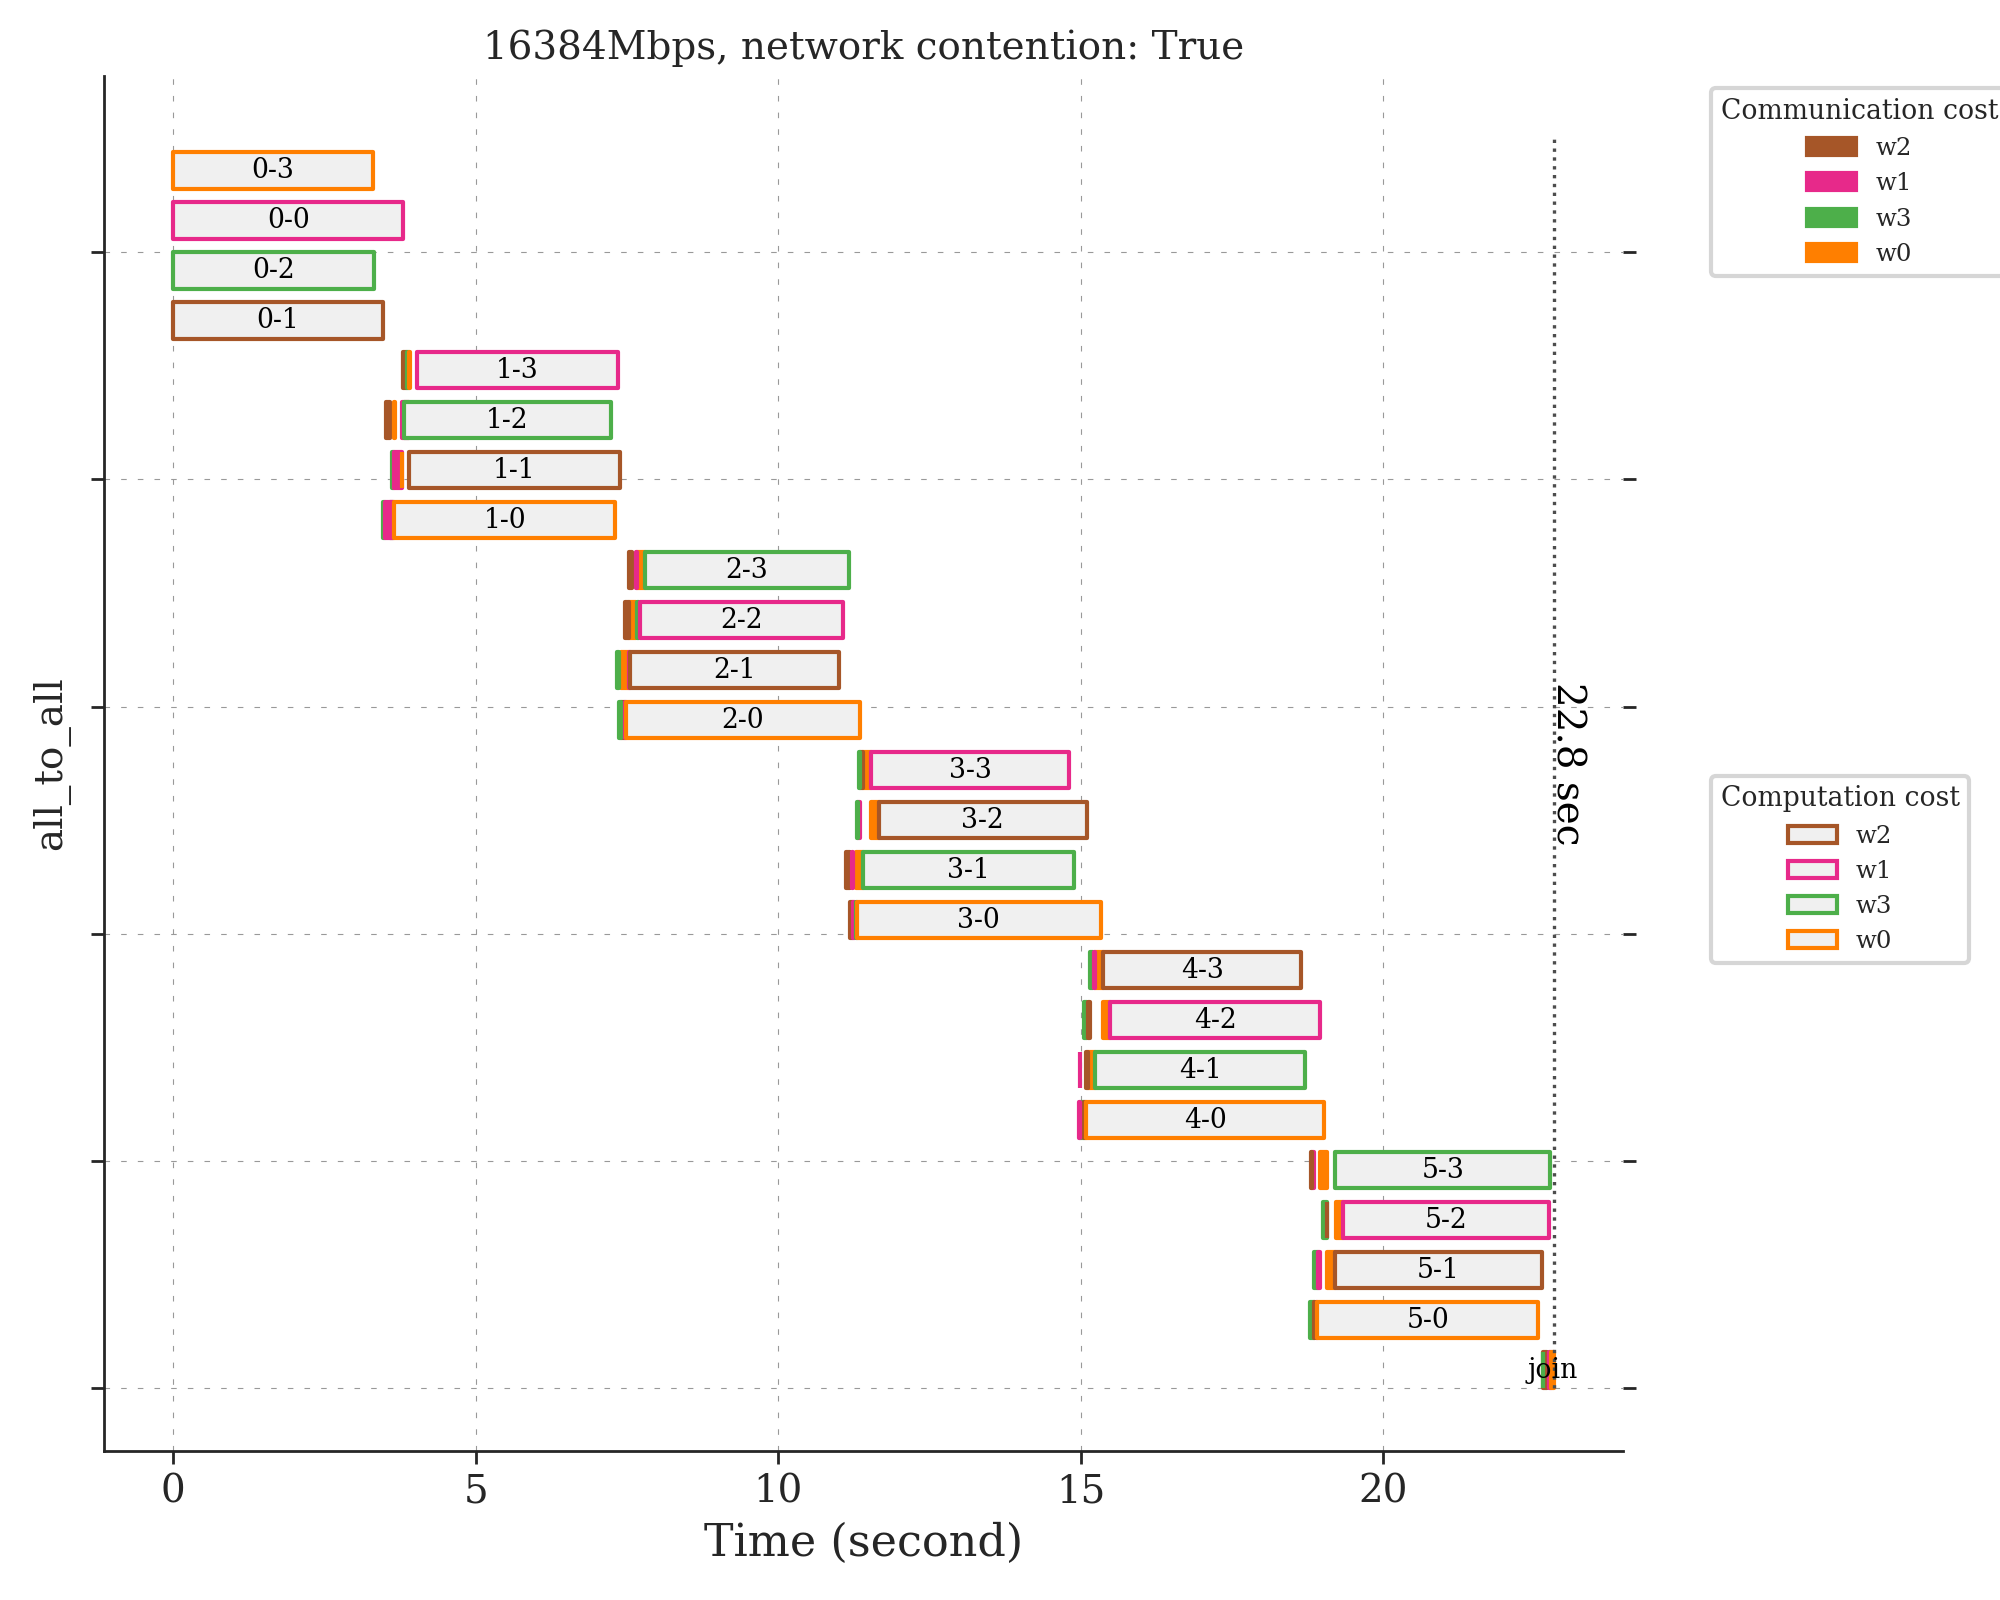 16384Mbps, network contention: True
Communication cost
w2
w1
w3
w0
0-3
0-0
0-2
0-1
1-3
1-2
1-1
1-0
2-3
2-2
2-1
2-0
3-3
3-2
3-1
3-0
4-3
4-2
4-1
4-0
5-3
5-2
5-1
5-0
join
22.8 sec
all_to_all
Computation cost
w2
w1
w3
w0
0
5
10
15
20
Time (second)